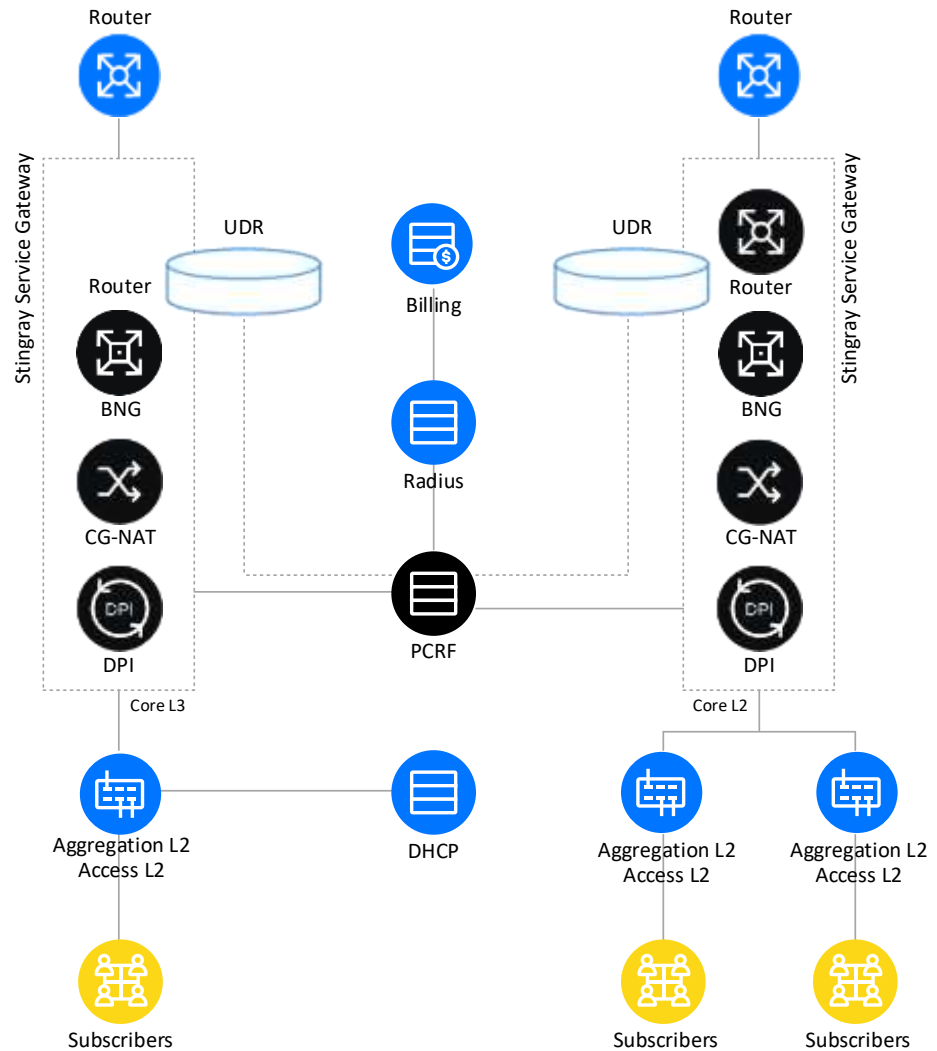 Router
Router
Stingray Service Gateway
Stingray Service Gateway
UDR
UDR
Router
Billing
Router
BNG
BNG
Radius
CG-NAT
CG-NAT
DPI
DPI
DPI
PCRF
DPI
Core L3
Core L2
Aggregation L2
Access L2
DHCP
Aggregation L2
Access L2
Aggregation L2
Access L2
Subscribers
Subscribers
Subscribers